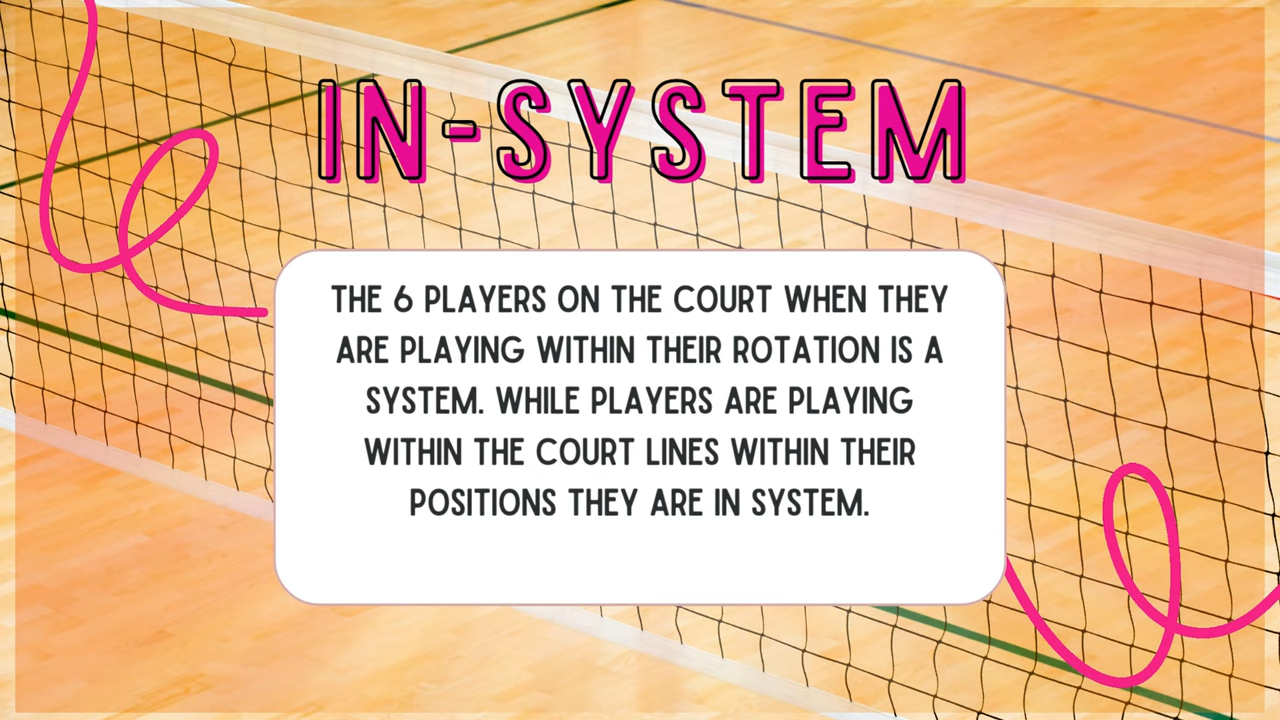 IN-SYSTEM
THE 6 PLAYERS ON THE COURT WHEN THEY
ARE PLAYING WITHIN THEIR ROTATION IS A
SYSTEM. WHILE PLAYERS ARE PLAYING
WITHIN THE COURT LINES WITHIN THEIR
POSITIONS THEY ARE IN SYSTEM.